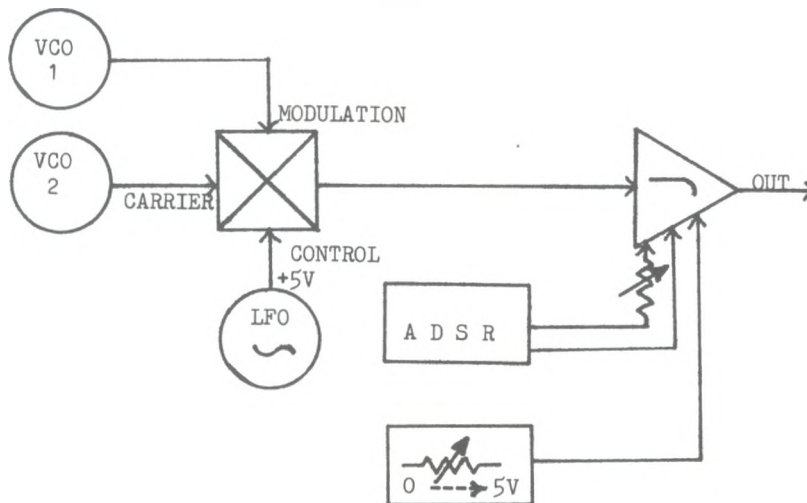 VCO
1
MODULATION
VCO
2
CARRIER
OUT
CONTROL
+5V
LFO
A D S R
0 5V